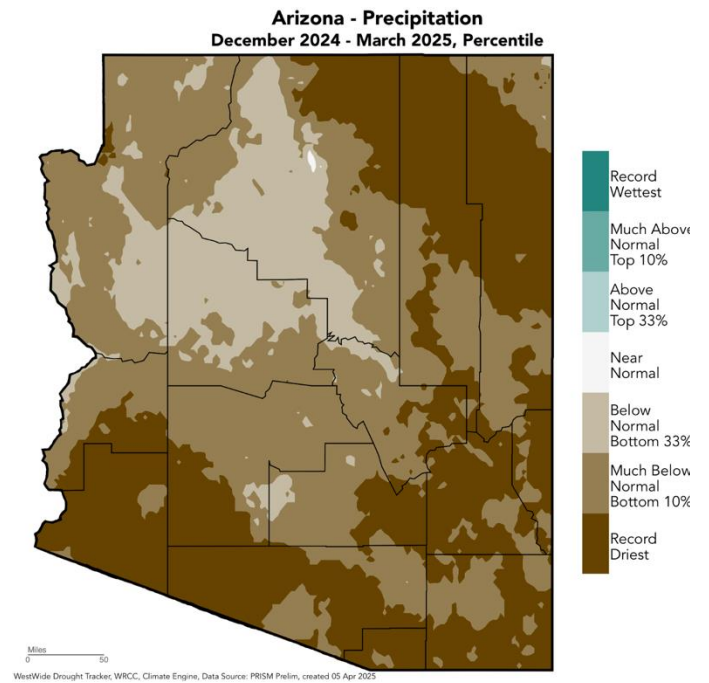 Arizona - Precipitation
December 2024 - March 2025, Percentile
Record
Wettest
Much Above
Normal
Top 10%
Above
Normal
Top 33%
Near
Normal
Below
Normal
Bottom 33%
Much Below
Normal
Bottom 10%
Record
Driest
Miles
0 50
WestWide Drought Tracker, WRCC, Climate Engine, Data Source: PRISM Prelim, created 05 Apr 2025